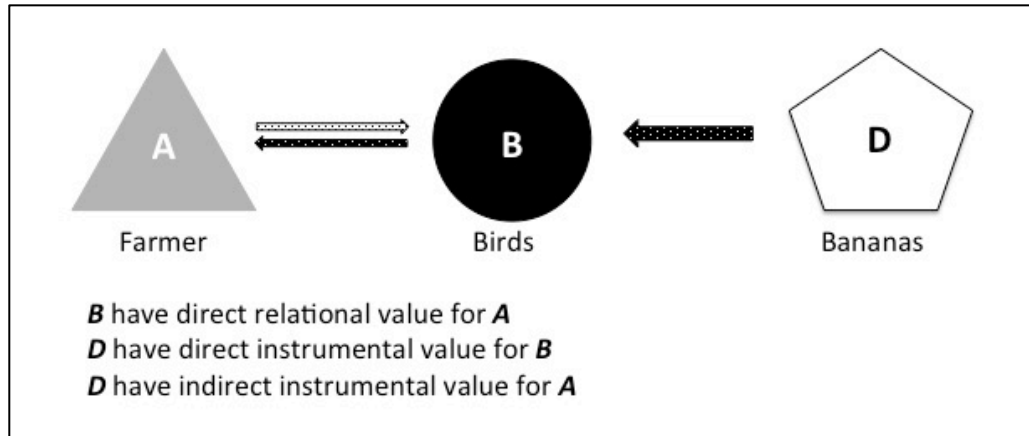 A
B
D
Farmer
Birds
Bananas
B have direct relational value for A
D have direct instrumental value for B
D have indirect instrumental value for A